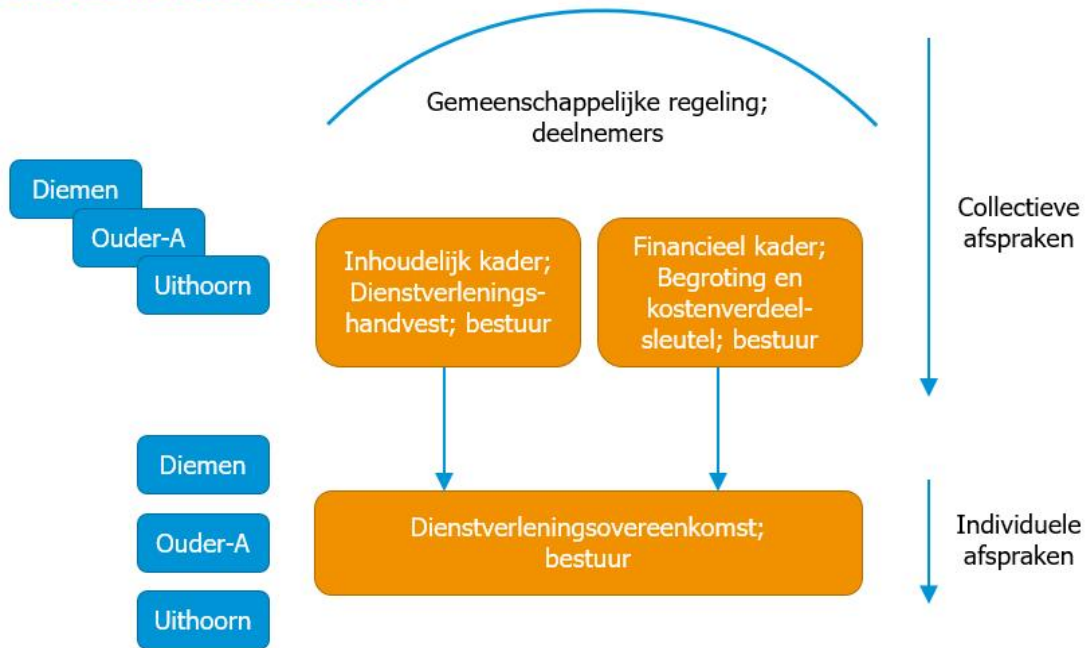 Gemeenschappelijke regeling;
deelnemers
Diemen
Ouder-A
Uithoorn
Inhoudelijk kader;
Dienstverlenings-
handvest; bestuur
Financieel kader;
Begroting en
kostenverdeel-
sleutel; bestuur
Collectieve
afspraken
Diemen
Ouder-A
Uithoorn
Dienstverleningsovereenkomst;
bestuur
Individuele
afspraken